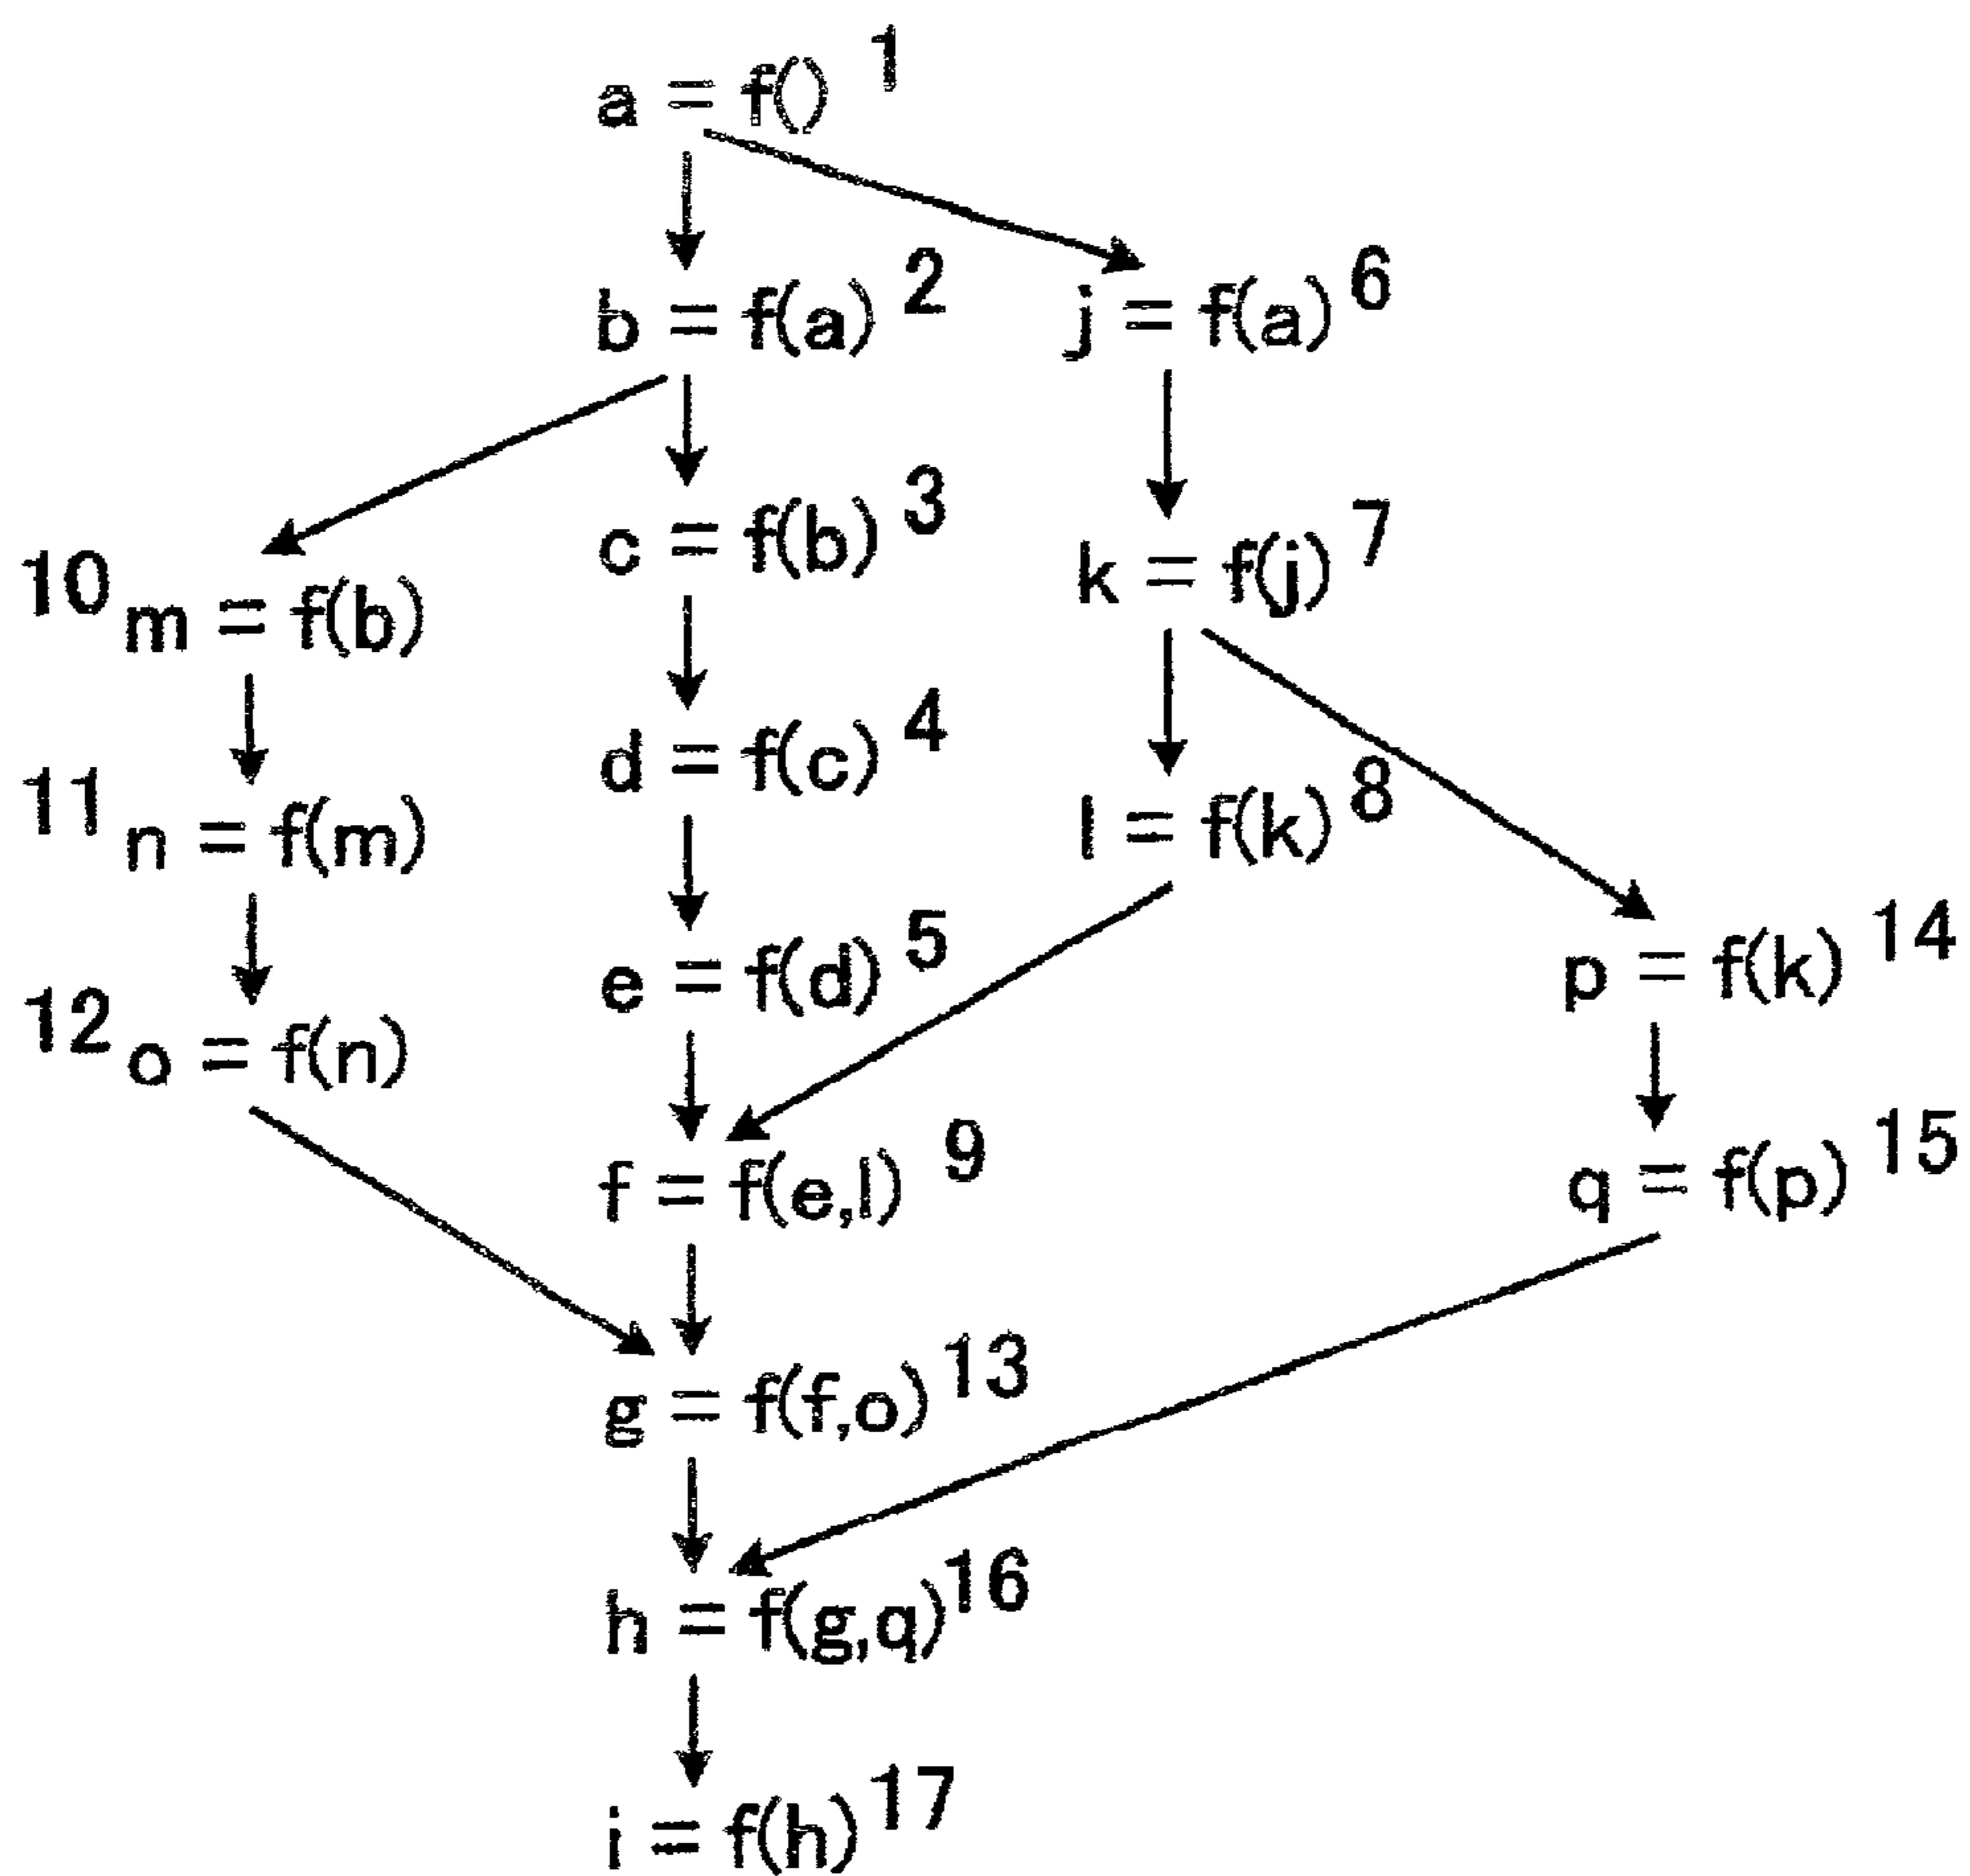 a = f() 1
b = f(a) 2
j = f(a) 6
c = f(b) 3
k = f(j) 7
10 m = f(b)
d = f(c) 4
l = f(k) 8
11 n = f(m)
e = f(d) 5
p = f(k) 14
12 o = f(n)
f = f(e,l) 9
q = f(p) 15
g = f(f,o) 13
h = f(g,q) 16
i = f(h) 17